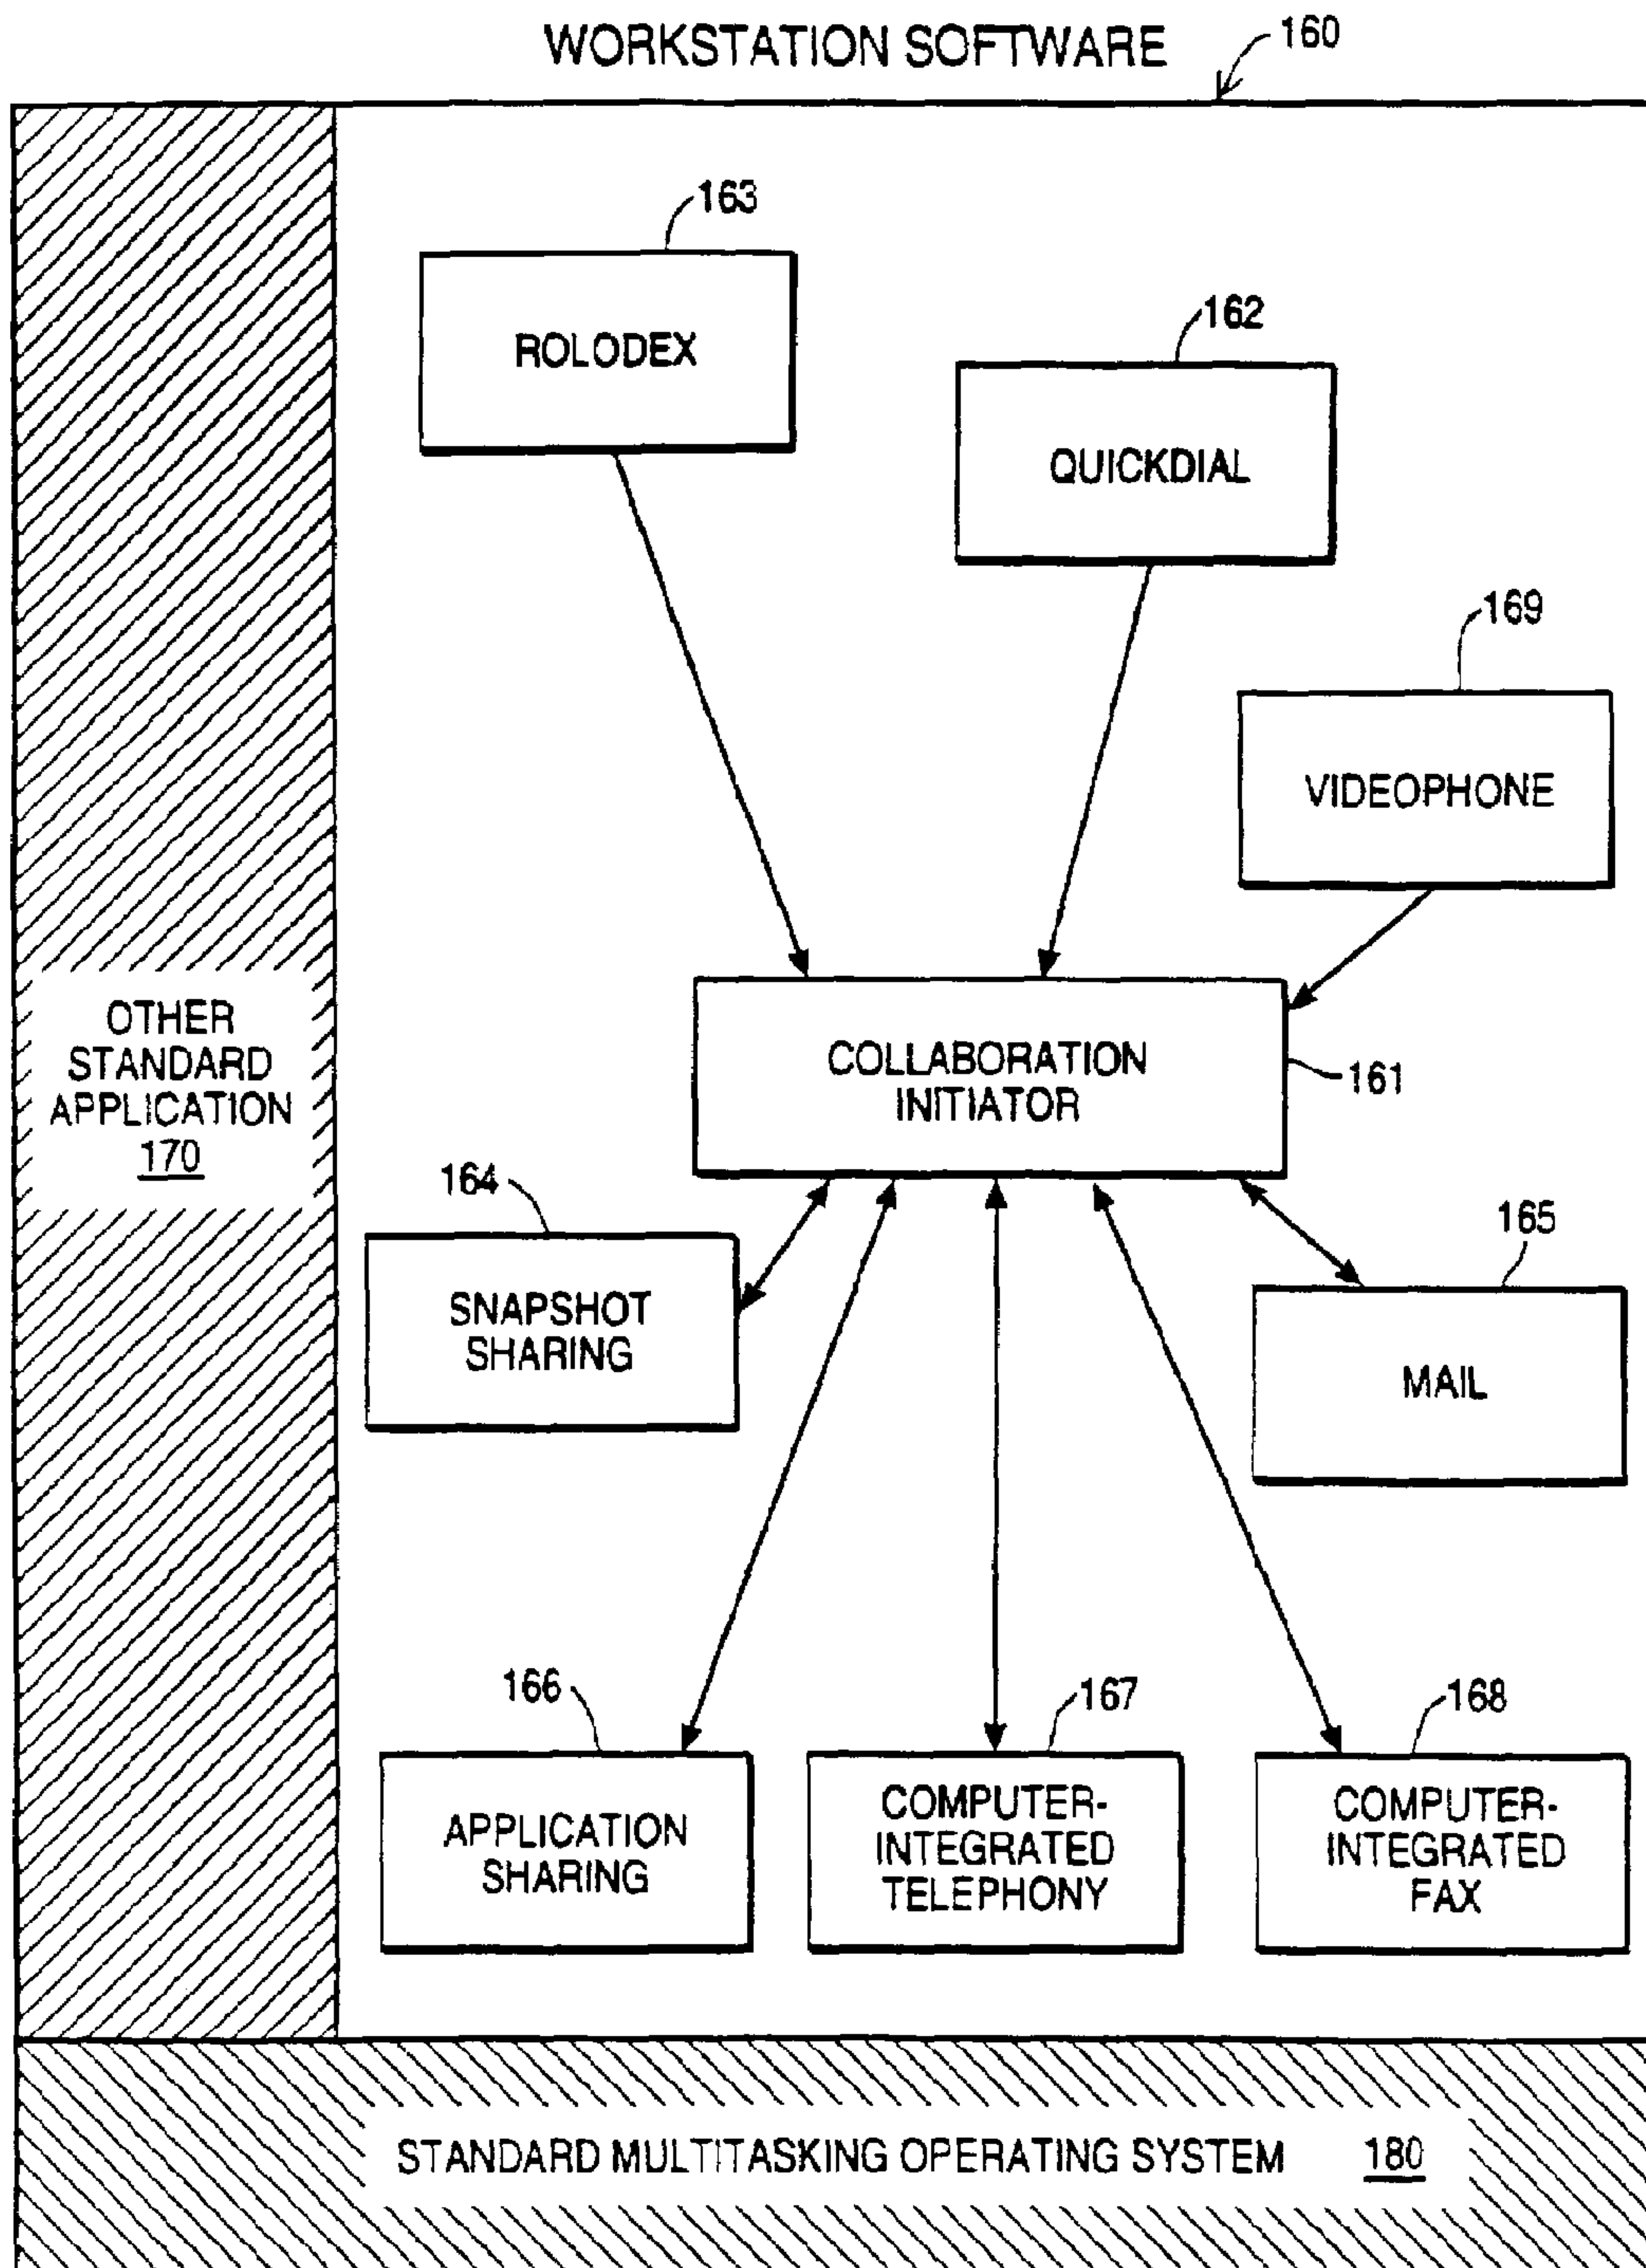 WORKSTATION SOFTWARE
160
163
ROLODEX
162
QUICKDIAL
169
VIDEOPHONE
COLLABORATION
INITIATOR
161
OTHER
STANDARD
APPLICATION
170
164
SNAPSHOT
SHARING
165
MAIL
166
APPLICATION
SHARING
167
COMPUTER-
INTEGRATED
TELEPHONY
168
COMPUTER-
INTEGRATED
FAX
STANDARD MULTITASKING OPERATING SYSTEM 180